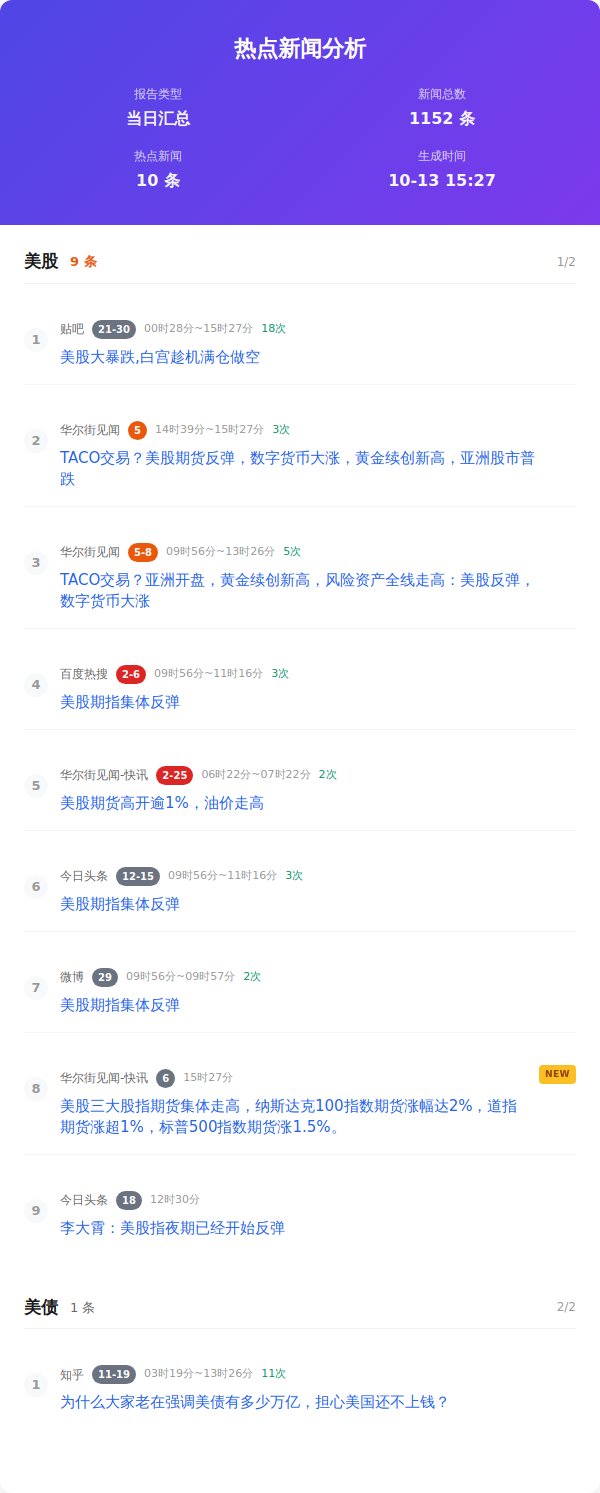 热点新闻分析
报告类型
新闻总数
当日汇总
1152 条
热点新闻
生成时间
10 条
10-13 15:27
美股 9 条 1/2
1
贴吧 21-30 00时28分~15时27分 18次
美股大暴跌,白宫趁机满仓做空
2
华尔街见闻 5 14时39分~15时27分 3次
TACO交易？美股期货反弹，数字货币大涨，黄金续创新高，亚洲股市普
跌
3
华尔街见闻 5-8 09时56分~13时26分 5次
TACO交易？亚洲开盘，黄金续创新高，风险资产全线走高：美股反弹，
数字货币大涨
4
百度热搜 2-6 09时56分~11时16分 3次
美股期指集体反弹
5
华尔街见闻-快讯 2-25 06时22分~07时22分 2次
美股期货高开逾1%，油价走高
6
今日头条 12-15 09时56分~11时16分 3次
美股期指集体反弹
7
微博 29 09时56分~09时57分 2次
美股期指集体反弹
8
华尔街见闻-快讯 6 15时27分 NEW
美股三大股指期货集体走高，纳斯达克100指数期货涨幅达2%，道指
期货涨超1%，标普500指数期货涨1.5%。
9
今日头条 18 12时30分
李大霄：美股指夜期已经开始反弹
美债 1 条 2/2
1
知乎 11-19 03时19分~13时26分 11次
为什么大家老在强调美债有多少万亿，担心美国还不上钱？